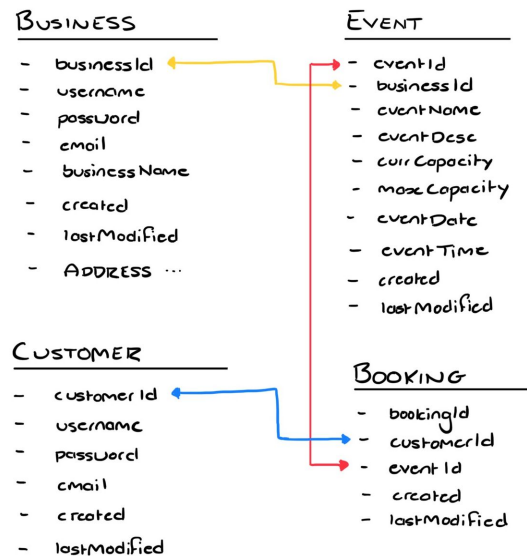 BUSINESS
- businessId
- username
- password
- email
- businessName
- created
- lastModified
- ADDRESS ...
EVENT
- eventId
- businessId
- eventName
- eventDesc
- currCapacity
- maxCapacity
- eventDate
- eventTime
- created
- lastModified
CUSTOMER
- customerId
- username
- password
- email
- created
- lastModified
BOOKING
- bookingId
- customerId
- eventId
- created
- lastModified